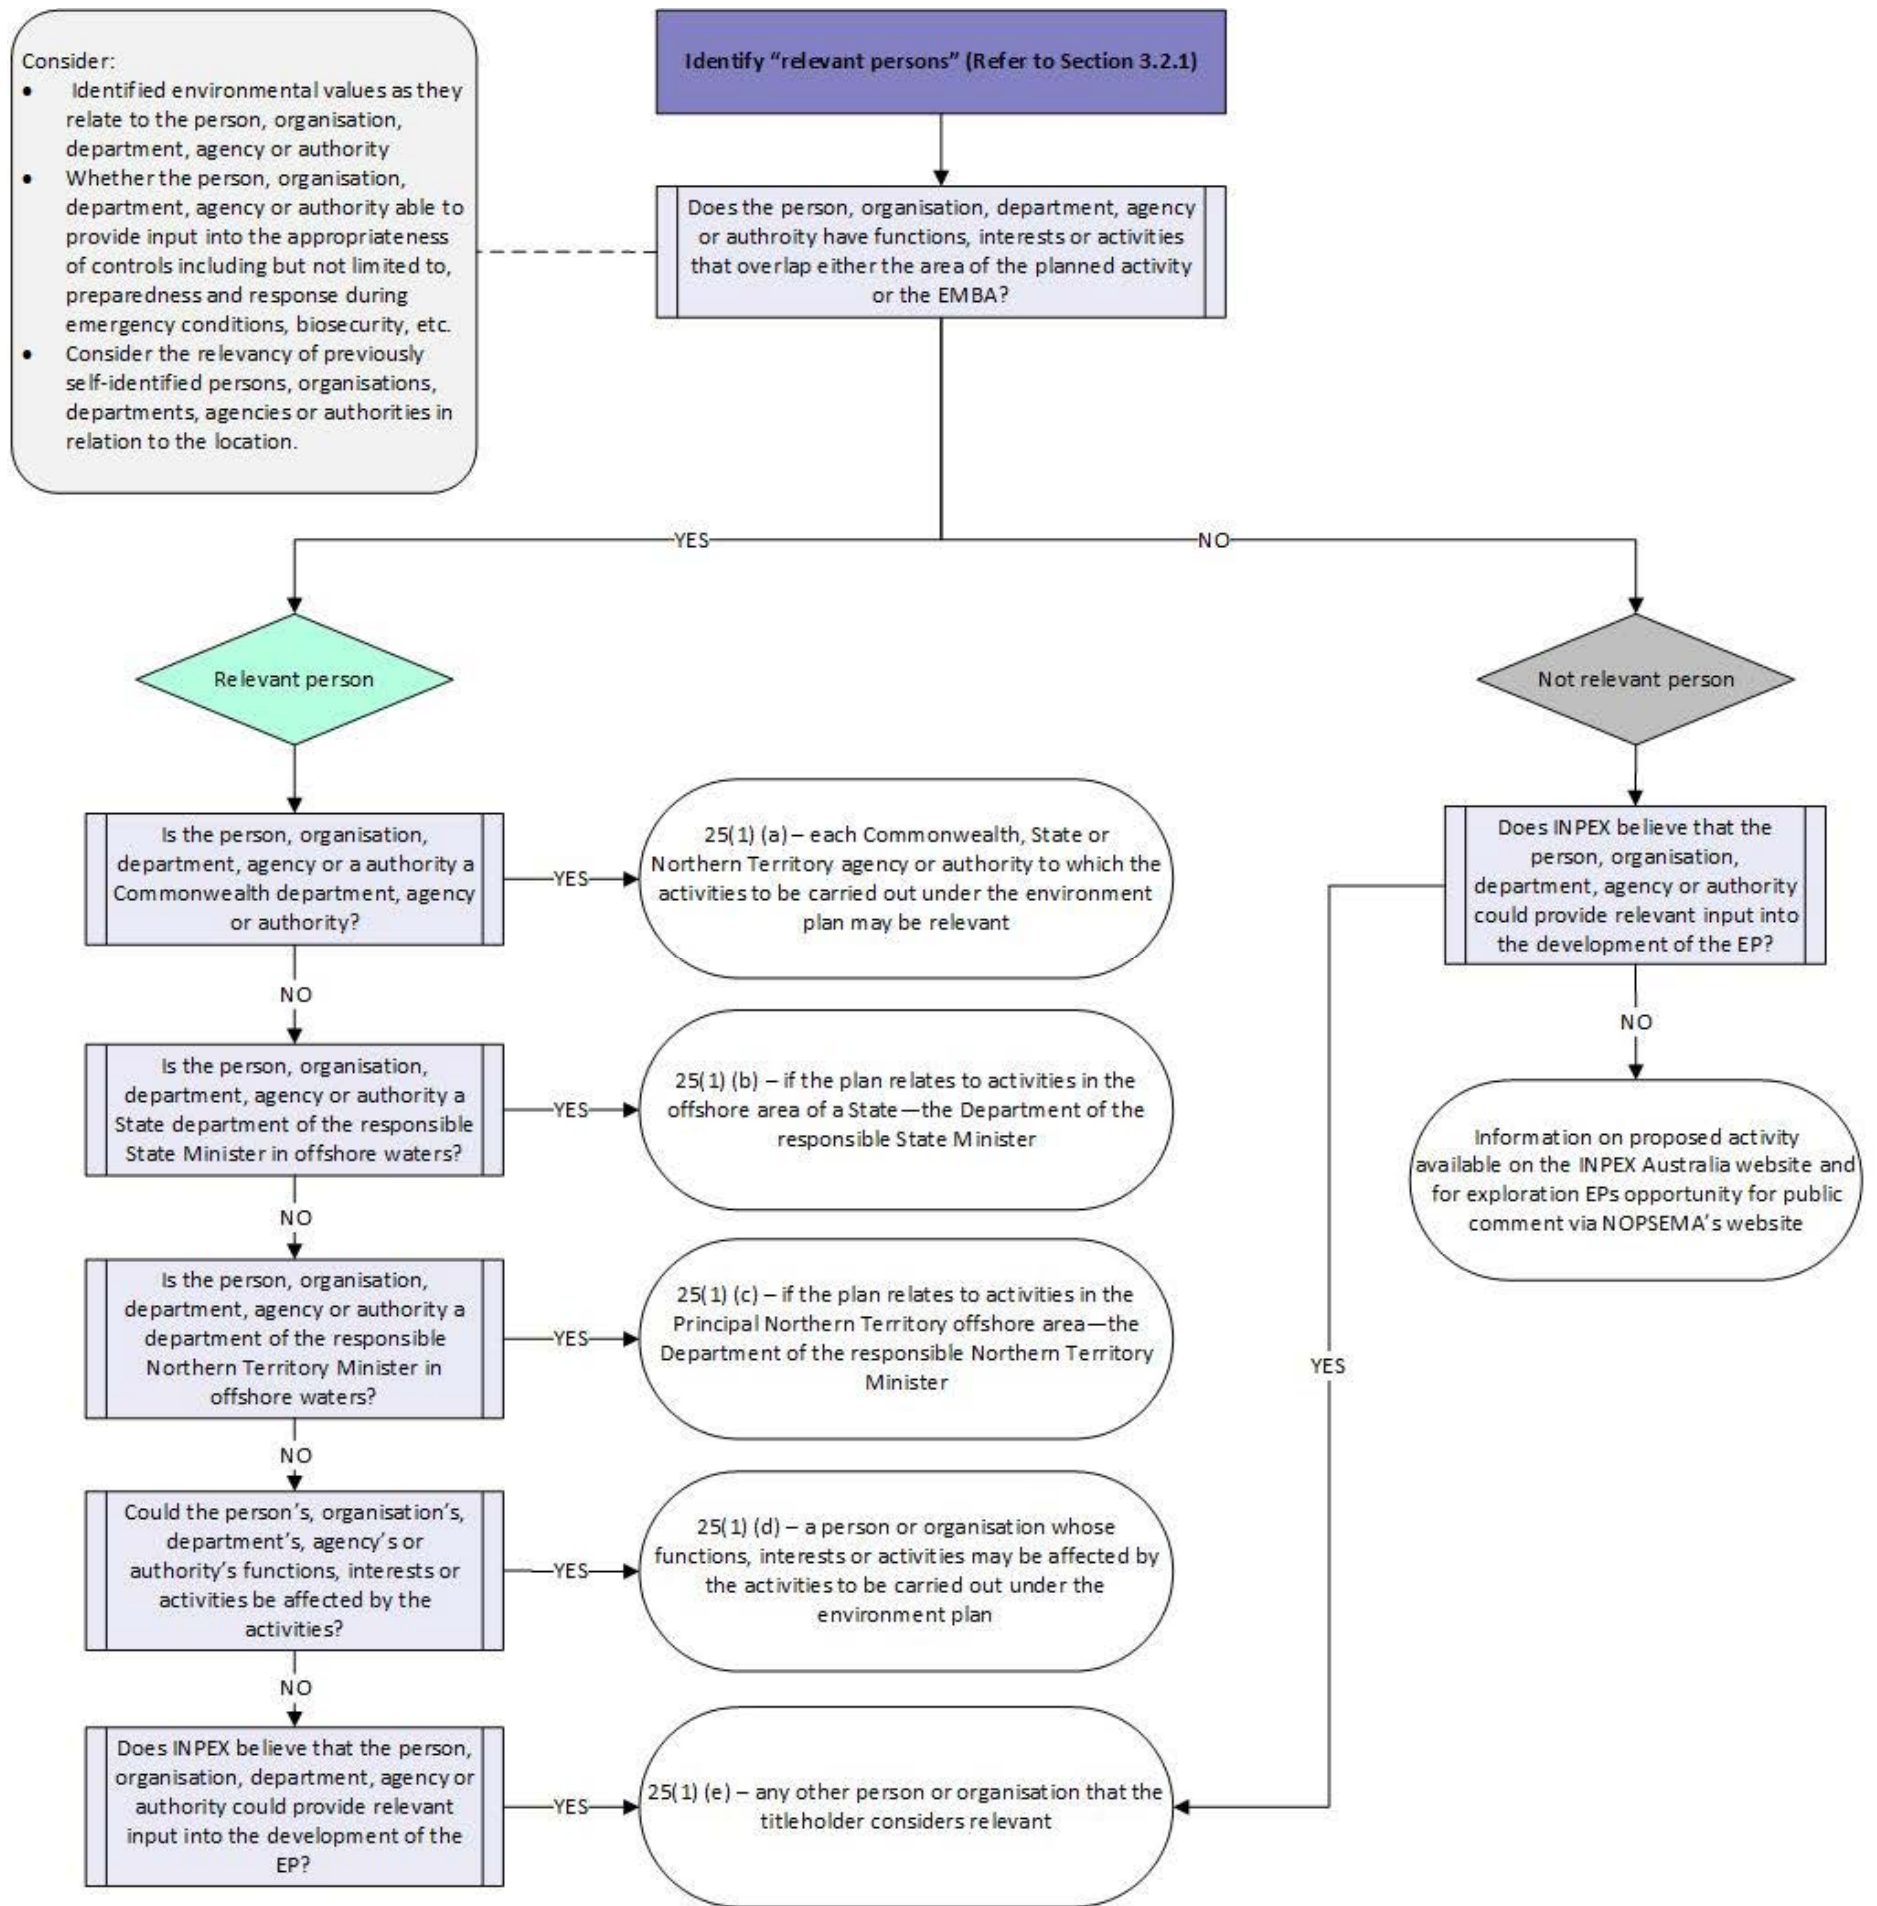 Consider:
• Identified environmental values as they
relate to the person, organisation,
department, agency or authority
• Whether the person, organisation,
department, agency or authority able to
provide input into the appropriateness
of controls including but not limited to,
preparedness and response during
emergency conditions, biosecurity, etc.
• Consider the relevancy of previously
self-identified persons, organisations,
departments, agencies or authorities in
relation to the location.
Identify “relevant persons” (Refer to Section 3.2.1)
Does the person, organisation, department, agency
or authroity have functions, interests or activities
that overlap either the area of the planned activity
or the EMBA?
YES
NO
Relevant person
Not relevant person
Is the person, organisation,
department, agency or a authority a
Commonwealth department, agency
or authority?
YES
25(1) (a) – each Commonwealth, State or
Northern Territory agency or authority to which the
activities to be carried out under the environment
plan may be relevant
Does INPEX believe that the
person, organisation,
department, agency or authority
could provide relevant input into
the development of the EP?
NO
NO
Is the person, organisation,
department, agency or authority a
State department of the responsible
State Minister in offshore waters?
YES
25(1) (b) – if the plan relates to activities in the
offshore area of a State—the Department of the
responsible State Minister
Information on proposed activity
available on the INPEX Australia website and
for exploration EPs opportunity for public
comment via NOPSEMA’s website
NO
Is the person, organisation,
department, agency or authority a
department of the responsible
Northern Territory Minister in
offshore waters?
YES
25(1) (c) – if the plan relates to activities in the
Principal Northern Territory offshore area—the
Department of the responsible Northern Territory
Minister
YES
NO
Could the person’s, organisation’s,
department’s, agency’s or
authority’s functions, interests or
activities be affected by the
activities?
YES
25(1) (d) – a person or organisation whose
functions, interests or activities may be affected by
the activities to be carried out under the
environment plan
NO
Does INPEX believe that the person,
organisation, department, agency or
authority could provide relevant
input into the development of the
EP?
YES
25(1) (e) – any other person or organisation that the
titleholder considers relevant